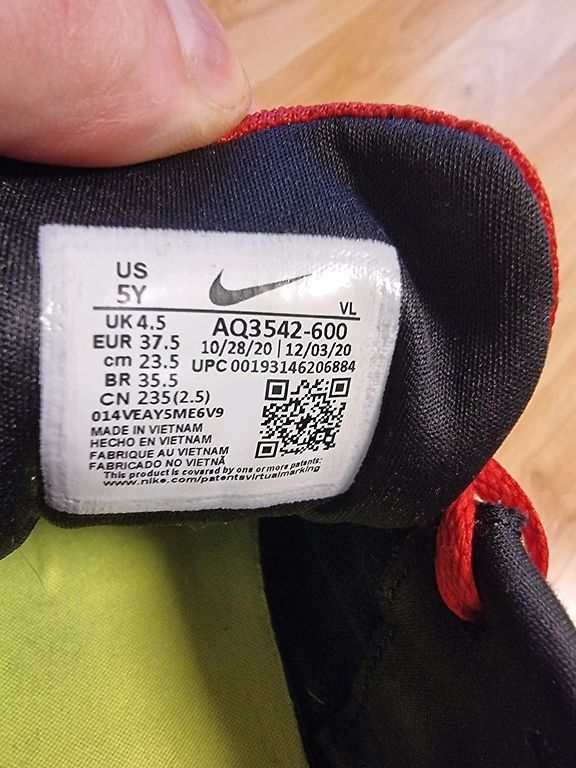 US
5Y
VL
UK 4.5
EUR 37.5
cm 23.5
BR 35.5
CN 235(2.5)
AQ3542-600
10/28/20 | 12/03/20
UPC 00193146206884
014VEAYSME6V9
MADE IN VIETNAM
HECHO EN VIETNAM
FABRIQUE AU VIETNAM
FABRICADO NO VIETNÃ
This product is covered by one or more patents:
www.nike.com/patentsvirtualmarking